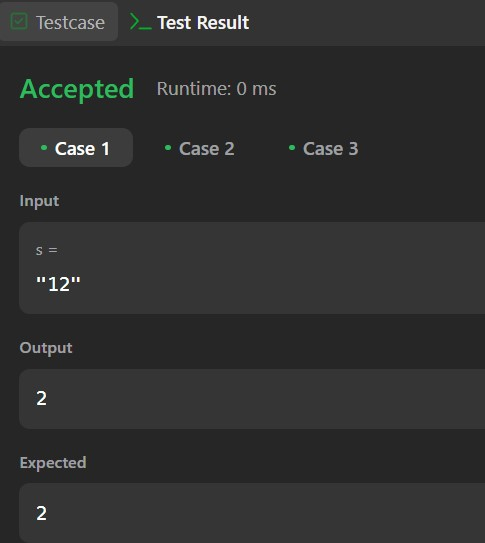 Testcase Test Result
Accepted Runtime: 0 ms
Case 1 Case 2 Case 3
Input
s =
"12"
Output
2
Expected
2